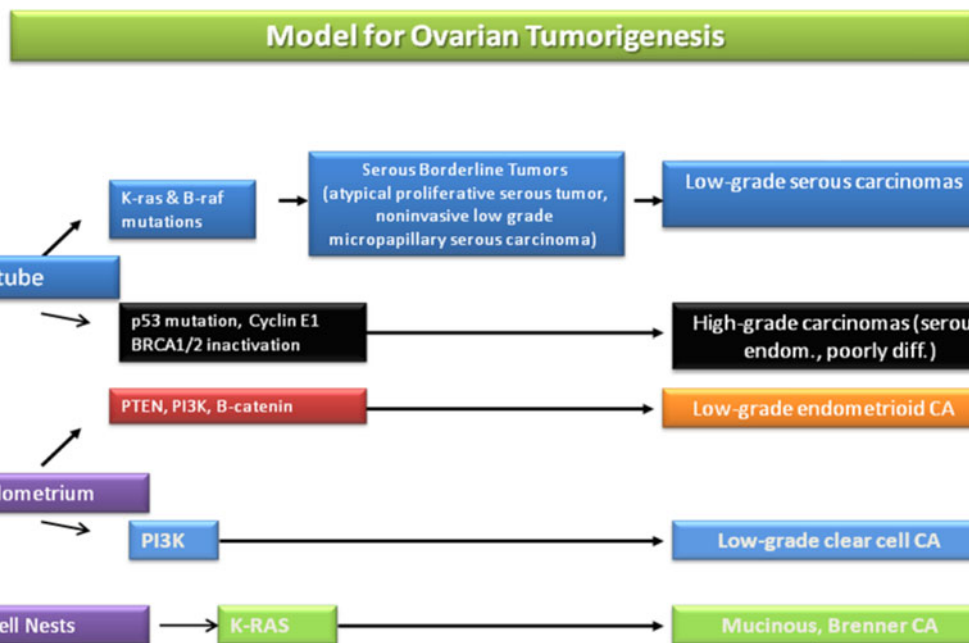 Model for Ovarian Tumorigenesis
K-ras & B-raf
mutations
Serous Borderline Tumors
(atypical proliferative serous tumor,
noninvasive low grade
micropapillary serous carcinoma)
Low-grade serous carcinomas
tube
p53 mutation, Cyclin E1
BRCA1/2 inactivation
High-grade carcinomas (serou
endom., poorly diff.)
PTEN, PI3K, B-catenin
Low-grade endometrioid CA
lometrium
PI3K
Low-grade clear cell CA
ell Nests
K-RAS
Mucinous, Brenner CA